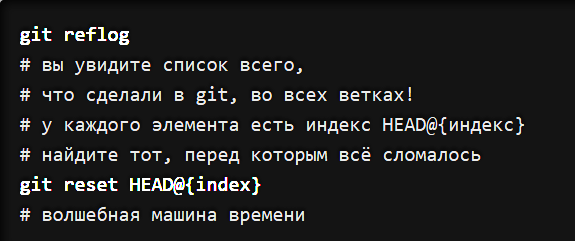 git reflog
# вы увидите список всего,
# что сделали в git, во всех ветках!
# у каждого элемента есть индекс HEAD@{индекс}
# найдите тот, перед которым всё сломалось
git reset HEAD@{index}
# волшебная машина времени